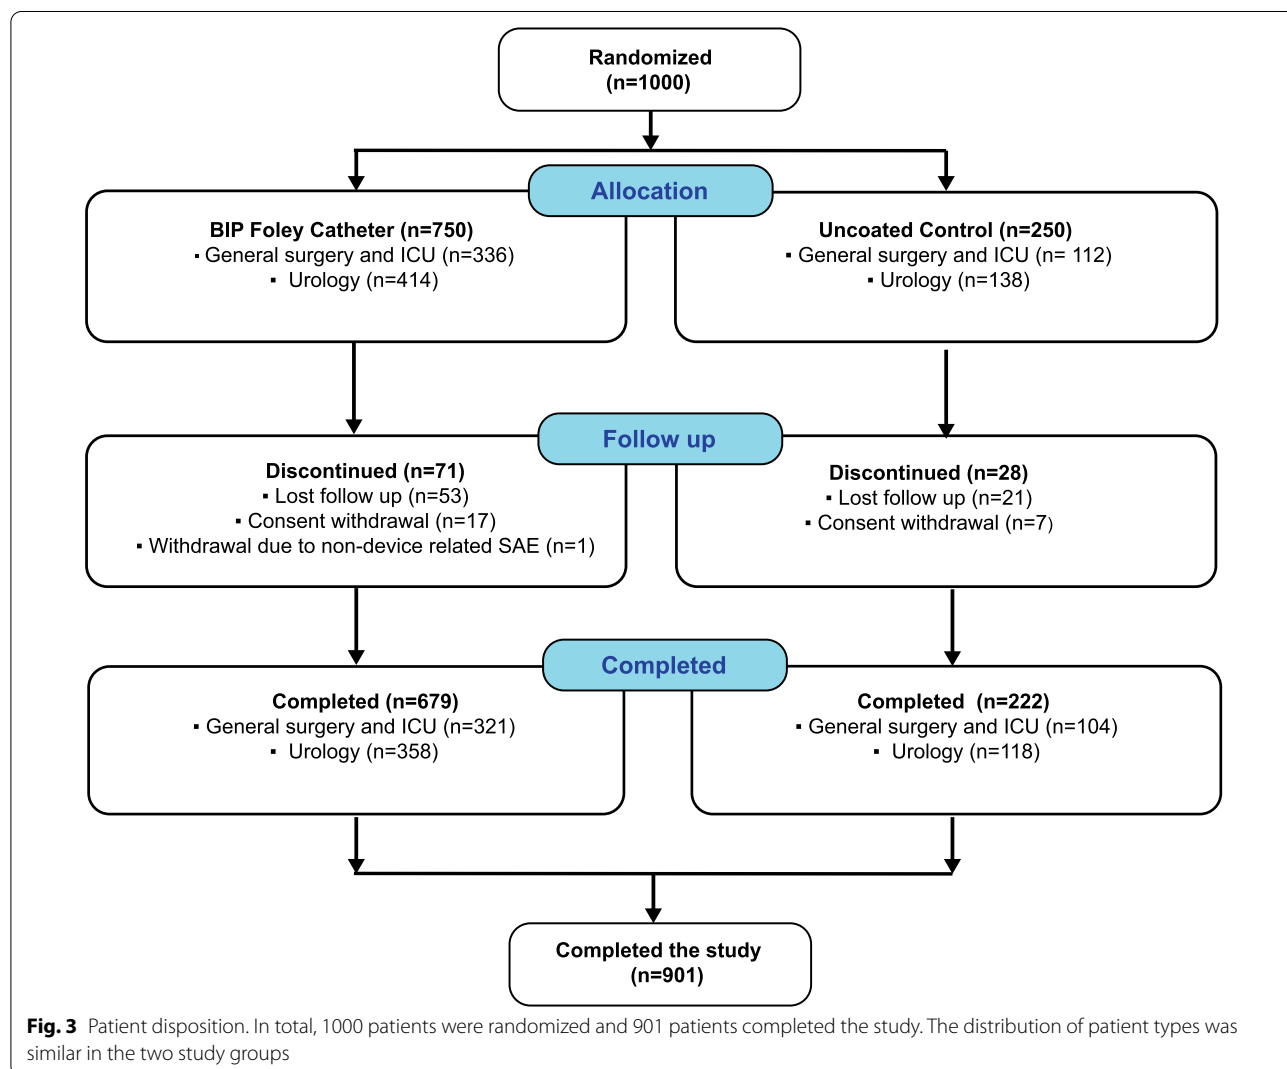 Randomized
(n=1000)
Allocation
BIP Foley Catheter (n=750)
▪ General surgery and ICU (n=336)
▪ Urology (n=414)
Uncoated Control (n=250)
▪ General surgery and ICU (n= 112)
▪ Urology (n=138)
Follow up
Discontinued (n=71)
▪ Lost follow up (n=53)
▪ Consent withdrawal (n=17)
▪ Withdrawal due to non-device related SAE (n=1)
Discontinued (n=28)
▪ Lost follow up (n=21)
▪ Consent withdrawal (n=7)
Completed
Completed (n=679)
▪ General surgery and ICU (n=321)
▪ Urology (n=358)
Completed (n=222)
▪ General surgery and ICU (n=104)
▪ Urology (n=118)
Completed the study
(n=901)
Fig. 3 Patient disposition. In total, 1000 patients were randomized and 901 patients completed the study. The distribution of patient types was
similar in the two study groups